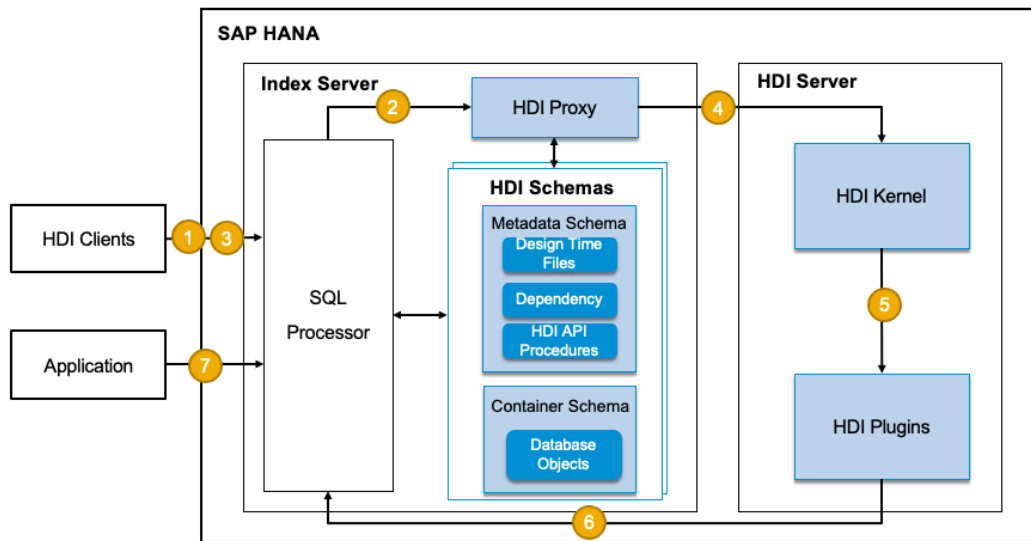 SAP HANA
Index Server
HDI Server
2
HDI Proxy
4
HDI Schemas
HDI Kernel
Metadata Schema
Design Time
Files
HDI Clients
1
3
SQL
Processor
Dependency
5
HDI API
Procedures
Application
7
Container Schema
HDI Plugins
Database
Objects
6